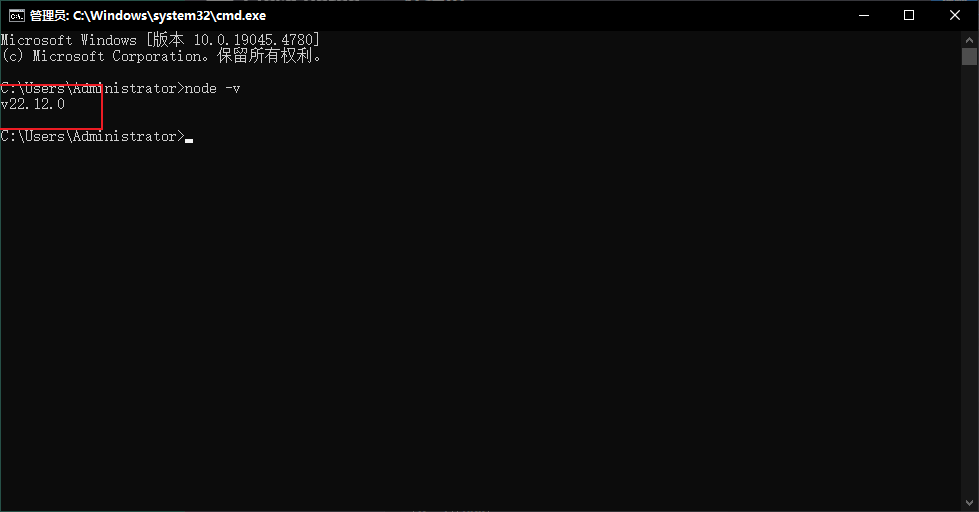 管理员: C:\Windows\system32\cmd.exe
Microsoft Windows [版本 10.0.19045.4780]
(c) Microsoft Corporation。保留所有权利。
C:\Users\Administrator>node -v
v22.12.0
C:\Users\Administrator>